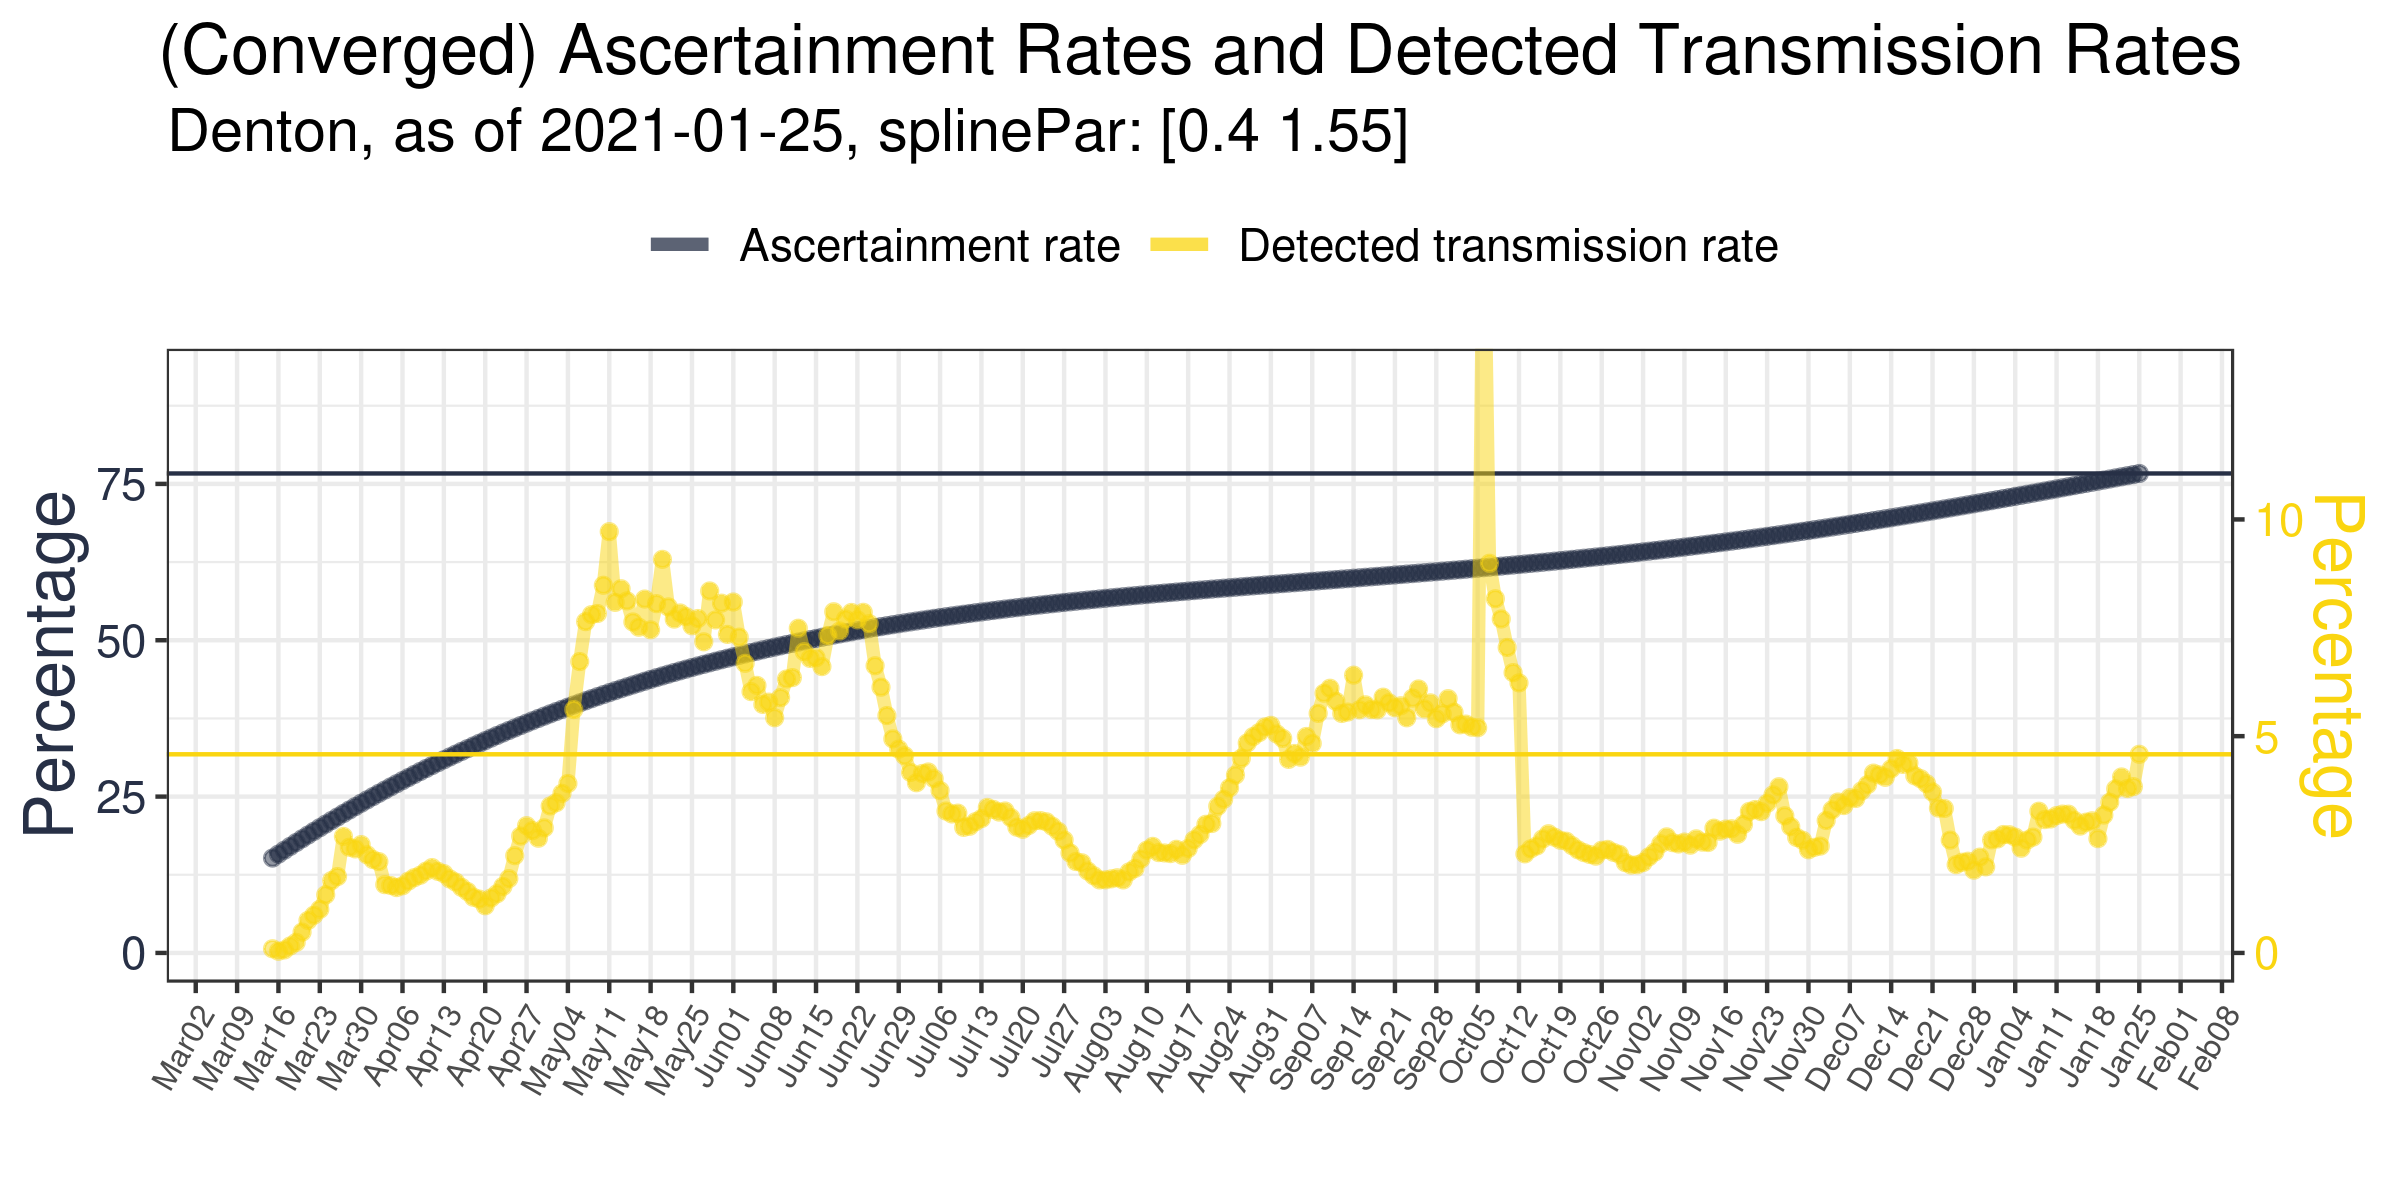 (Converged) Ascertainment Rates and Detected Transmission Rates
Denton, as of 2021-01-25, splinePar: [0.4 1.55]
Ascertainment rate
Detected transmission rate
Percentage
75
50
25
0
10
5
0
Percentage
Mar02
Mar09
Mar16
Mar23
Mar30
Apr06
Apr13
Apr20
Apr27
May04
May11
May18
May25
Jun01
Jun08
Jun15
Jun22
Jun29
Jul06
Jul13
Jul20
Jul27
Aug03
Aug10
Aug17
Aug24
Aug31
Sep07
Sep14
Sep21
Sep28
Oct05
Oct12
Oct19
Oct26
Nov02
Nov09
Nov16
Nov23
Nov30
Dec07
Dec14
Dec21
Dec28
Jan04
Jan11
Jan18
Jan25
Feb01
Feb08